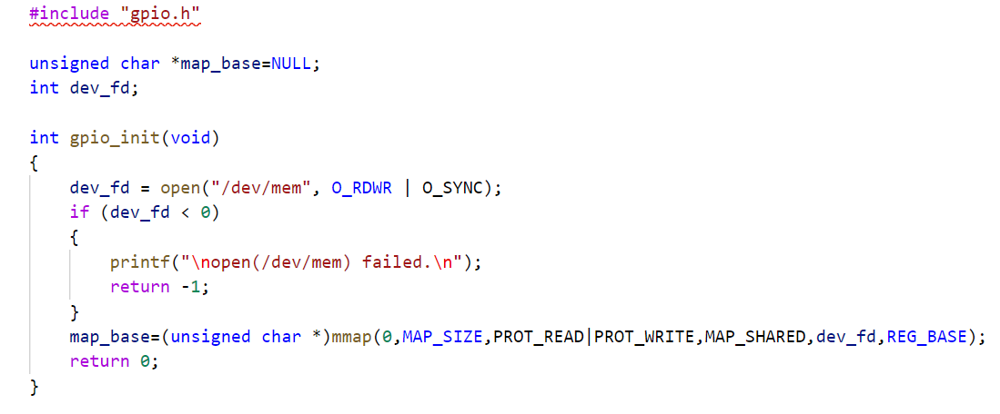 #include "gpio.h"
unsigned char *map_base=NULL;
int dev_fd;
int gpio_init(void)
{
dev_fd = open("/dev/mem", O_RDWR | O_SYNC);
if (dev_fd < 0)
{
printf("\nopen(/dev/mem) failed.\n");
return -1;
}
map_base=(unsigned char *)mmap(0,MAP_SIZE,PROT_READ|PROT_WRITE,MAP_SHARED,dev_fd,REG_BASE);
return 0;
}